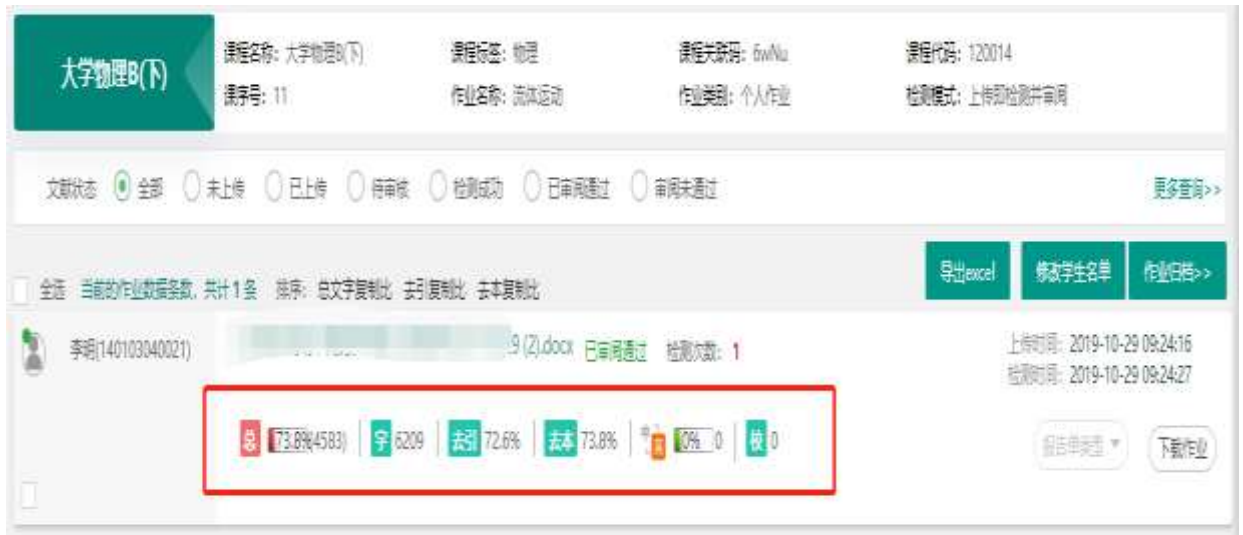 大学物理B(下)
课程名称: 大学物理B(下) 课程标签: 物理 课程关联码: 6wNu 课程代码: 120014
课序号: 11 作业名称: 流体运动 作业类别: 个人作业 检测模式: 上传即检测并审阅
文献状态 全部 未上传 已上传 待审核 检测成功 已审阅通过 审阅未通过 更多查询>>
导出excel 修改学生名单 作业归档>>
全选 当前的作业数据条数, 共计 1 条 排序: 总文字复制比 去引复制比 去本复制比
李明(140103040021) 9 (2).docx 已审阅通过 检测次数: 1 上传时间: 2019-10-29 09:24:16
检测时间: 2019-10-29 09:24:27
总 73.8%(4583) 字 6209 去引 72.6% 去本 73.8% 0% 0 校 0 报告单类型 下载作业